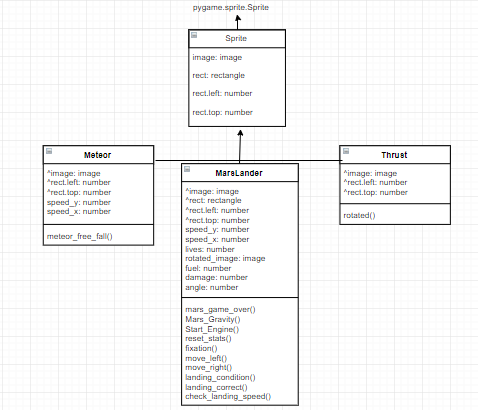 pygame.sprite.Sprite
Sprite
image: image
rect: rectangle
rect.left: number
rect.top: number
Meteor
^image: image
^rect.left: number
^rect.top: number
speed_y: number
speed_x: number
meteor_free_fall()
MarsLander
^image: image
^rect: rectangle
^rect.left: number
^rect.top: number
speed_y: number
speed_x: number
lives: number
rotated_image: image
fuel: number
damage: number
angle: number
mars_game_over()
Mars_Gravity()
Start_Engine()
reset_stats()
fixation()
move_left()
move_right()
landing_condition()
landing_correct()
check_landing_speed()
Thrust
^image: image
^rect.left: number
^rect.top: number
rotated()